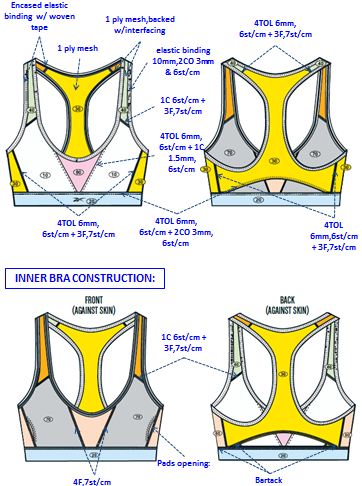 Encased elastic
binding w/ woven
tape
1 ply mesh,backed
w/interfacing
1 ply mesh
elastic binding
10mm,2CO 3mm
& 6st/cm
4TOL 6mm,
6st/cm + 3F,7st/cm
1C 6st/cm +
3F,7st/cm
4TOL 6mm,
6st/cm + 1C
1.5mm,
6st/cm
4TOL 6mm,
6st/cm + 3F,7st/cm
4TOL 6mm,
6st/cm + 2CO 3mm,
6st/cm
4TOL
6mm,6st/cm
+ 3F,7st/cm
INNER BRA CONSTRUCTION:
FRONT
(AGAINST SKIN)
BACK
(AGAINST SKIN)
1C 6st/cm +
3F,7st/cm
Pads opening:
4F,7st/cm
Bartack